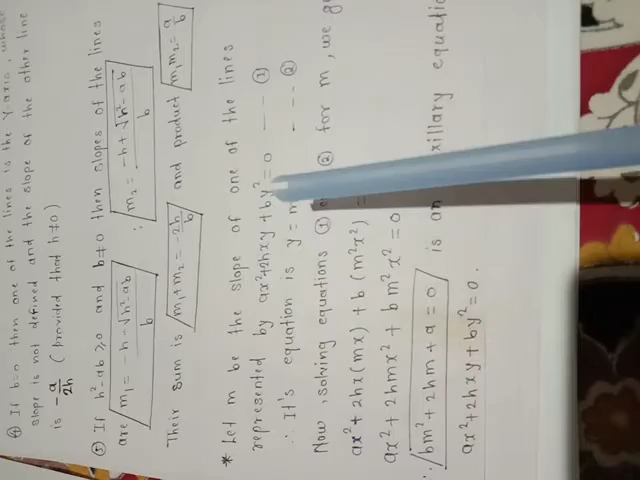 ④ If b=0 then one of the lines is the Y-axis, whose
slope is not defined and the slope of the other line
is -a/2h (provided that h≠0)
⑤ If h²-ab ≥ 0 and b≠0 then slopes of the lines
are m₁ = -h-√h²-ab / b ; m₂ = -h+√h²-ab / b
Their sum is m₁+m₂ = -2h/b and product m₁m₂ = a/b
* Let m be the slope of one of the lines
represented by ax²+2hxy+by²=0 --- ①
∴ It's equation is y = m --- ②
Now, solving equations ① ② for m, we g
ax²+2hx(mx)+b(m²x²) =
ax²+2hmx²+bm²x²=0
∵ bm²+2hm+a=0 is an xillary equatio
ax²+2hxy+by²=0.